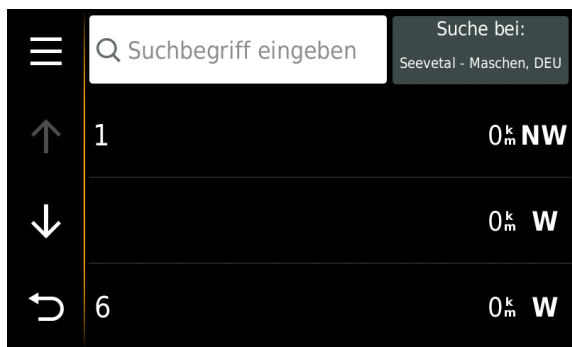 Suchbegriff eingeben
Suche bei:
Seevetal - Maschen, DEU
1 0km NW
0km W
6 0km W